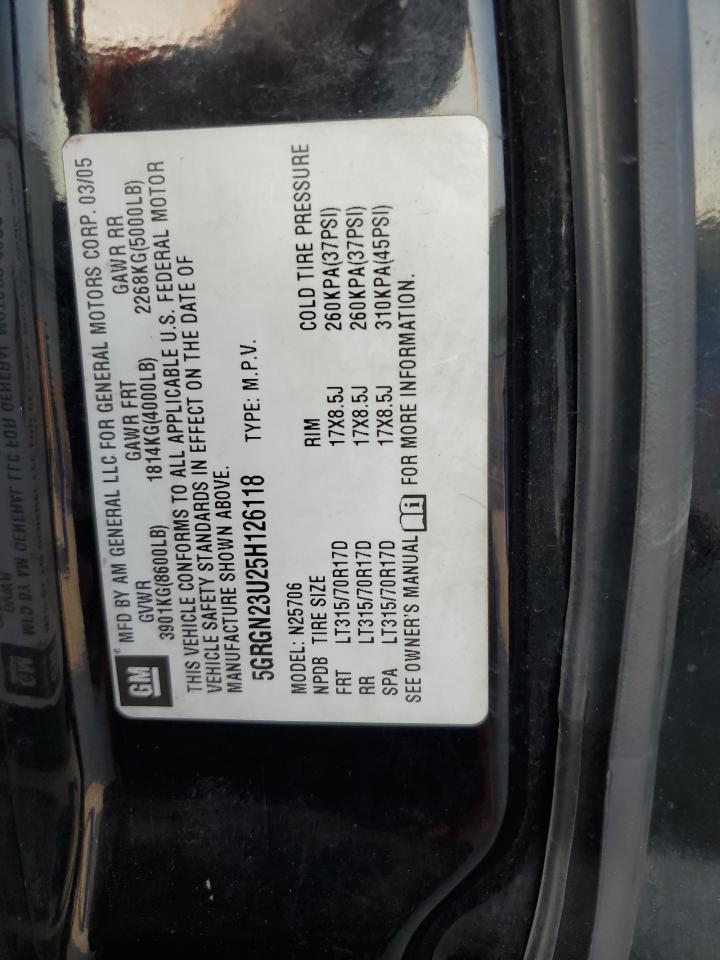 GM® MFD BY AM GENERAL LLC FOR GENERAL MOTORS CORP. 03/05
GVWR GAWR FRT GAWR RR
3901KG(8600LB) 1814KG(4000LB) 2268KG(5000LB)
THIS VEHICLE CONFORMS TO ALL APPLICABLE U.S. FEDERAL MOTOR
VEHICLE SAFETY STANDARDS IN EFFECT ON THE DATE OF
MANUFACTURE SHOWN ABOVE.
5GRGN23U25H126118 TYPE: M.P.V.
MODEL: N25706
NPDB TIRE SIZE RIM COLD TIRE PRESSURE
FRT LT315/70R17D 17X8.5J 260KPA(37PSI)
RR LT315/70R17D 17X8.5J 260KPA(37PSI)
SPA LT315/70R17D 17X8.5J 310KPA(45PSI)
SEE OWNER'S MANUAL i FOR MORE INFORMATION.